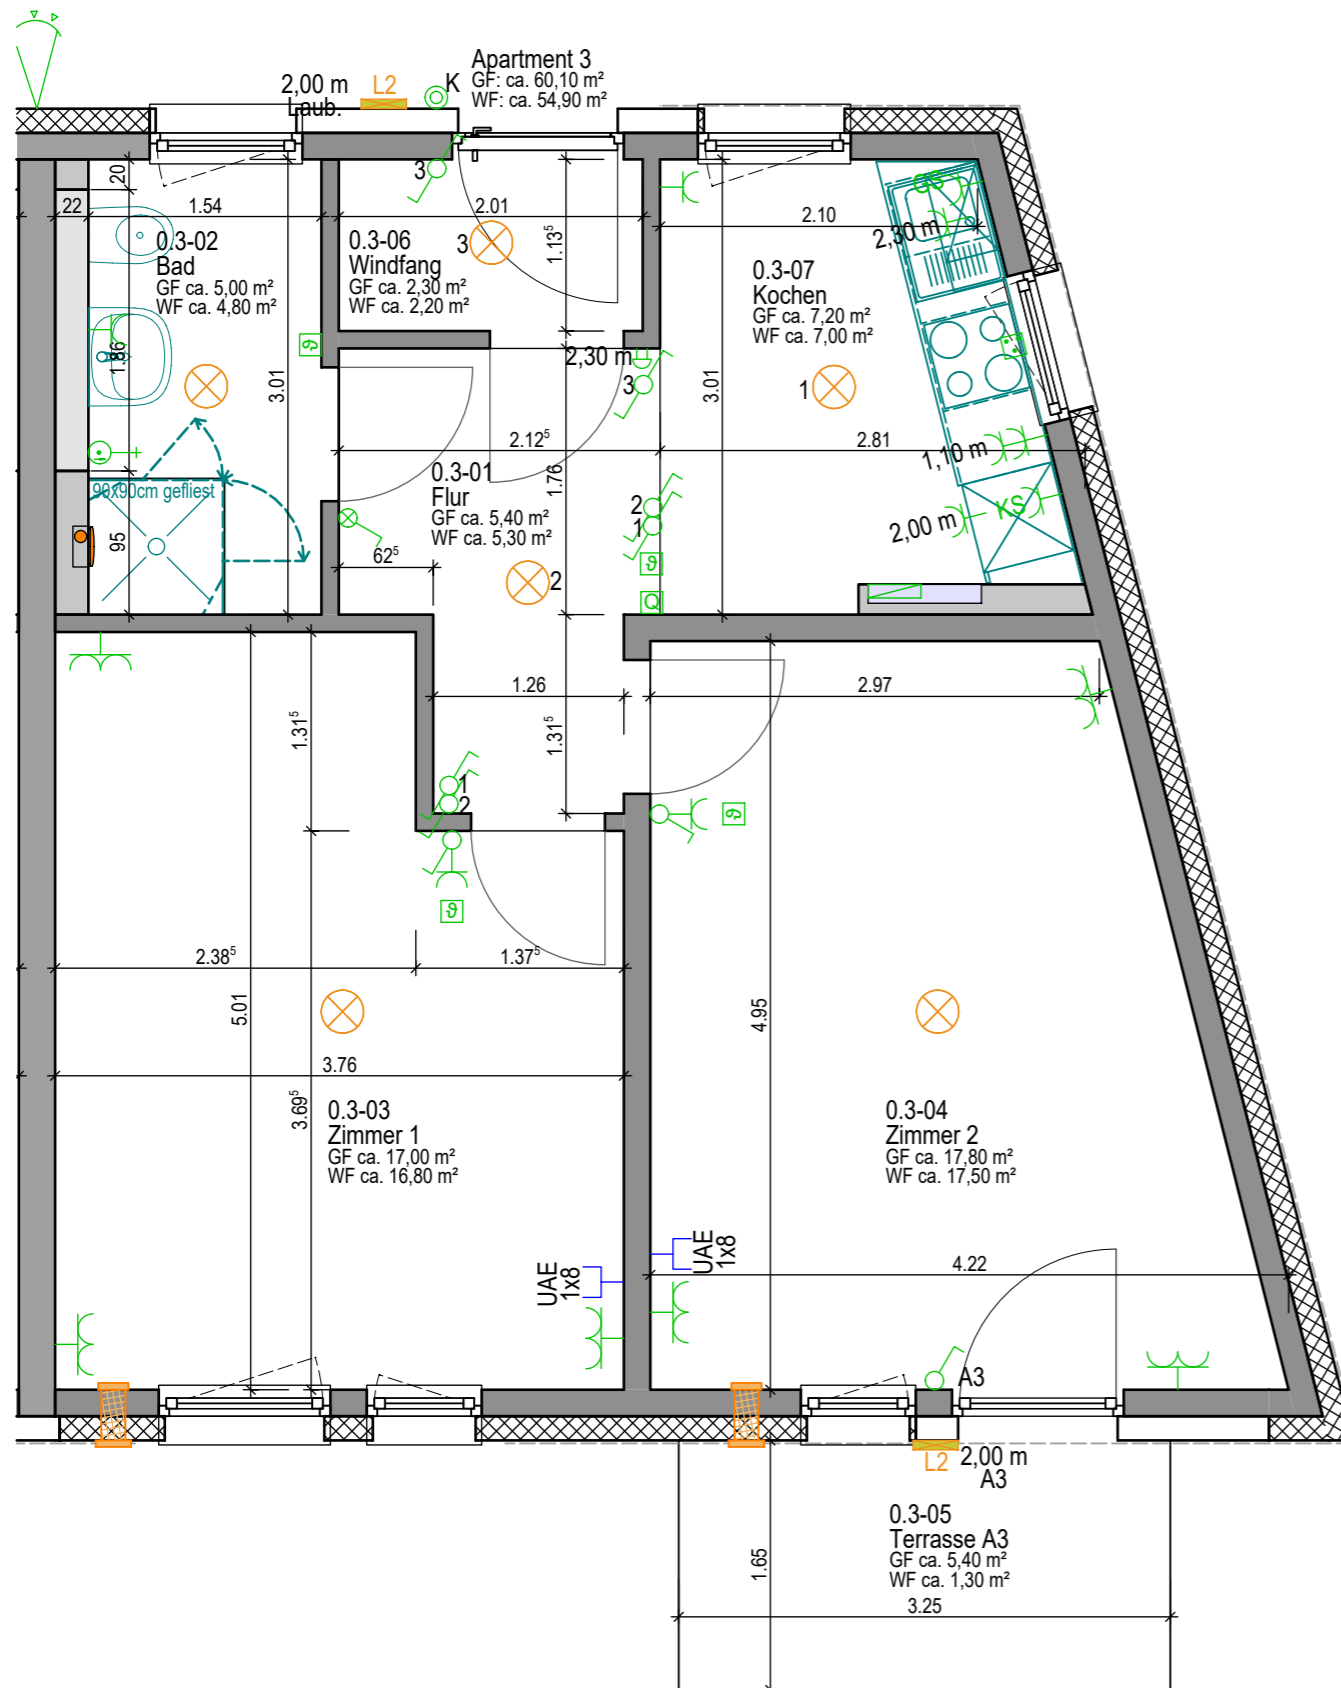 Apartment 3
GF: ca. 60,10 m²
WF: ca. 54,90 m²
2,00 m
Laub.
L2
K
3
20
22
1.54
2.01
2.10
GS
2,30 m
0.3-02
Bad
GF ca. 5,00 m²
WF ca. 4,80 m²
0.3-06
Windfang
GF ca. 2,30 m²
WF ca. 2,20 m²
3
1.13⁵
0.3-07
Kochen
GF ca. 7,20 m²
WF ca. 7,00 m²
ϑ
1.86
3.01
2,30 m
3
3.01
1
2.12⁵
2.81
1,10 m
90x90cm gefliest
95
0.3-01
Flur
GF ca. 5,40 m²
WF ca. 5,30 m²
1.76
2
1
KS
2,00 m
62⁵
2
ϑ
Q
1.26
2.97
1.31⁵
1.31⁵
1
2
ϑ
ϑ
2.38⁵
1.37⁵
5.01
4.95
3.76
3.69⁵
0.3-03
Zimmer 1
GF ca. 17,00 m²
WF ca. 16,80 m²
0.3-04
Zimmer 2
GF ca. 17,80 m²
WF ca. 17,50 m²
UAE
1x8
UAE
1x8
4.22
A3
L2
2,00 m
A3
0.3-05
Terrasse A3
GF ca. 5,40 m²
WF ca. 1,30 m²
1.65
3.25